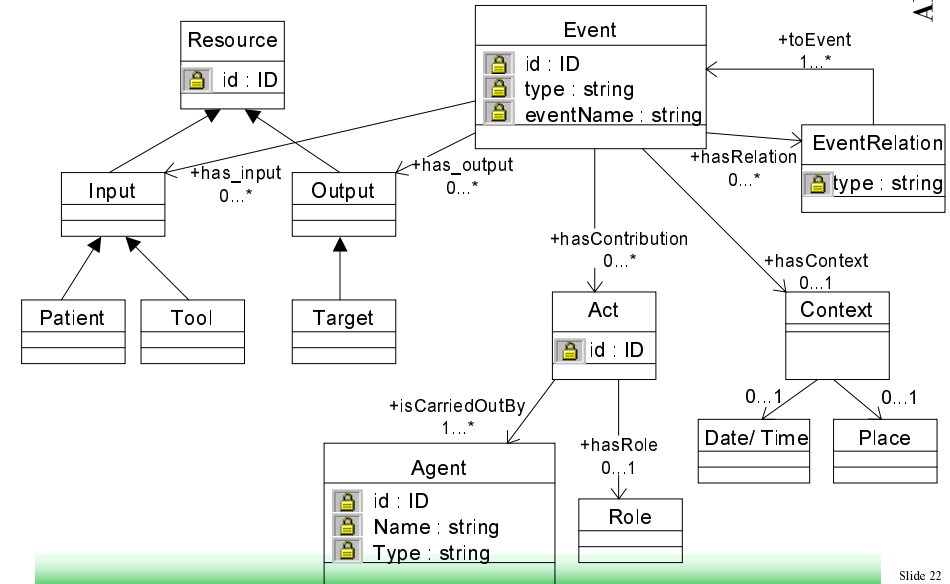 Resource
id : ID
Event
id : ID
type : string
eventName : string
+toEvent
1...*
EventRelation
type : string
+hasRelation
0...*
+has_input
0...*
+has_output
0...*
Input
Output
Patient
Tool
Target
+hasContribution
0...*
+hasContext
0...1
Act
id : ID
Context
+isCarriedOutBy
1...*
+hasRole
0...1
0...1
0...1
Date/ Time
Place
Agent
id : ID
Name : string
Type : string
Role
Slide 22